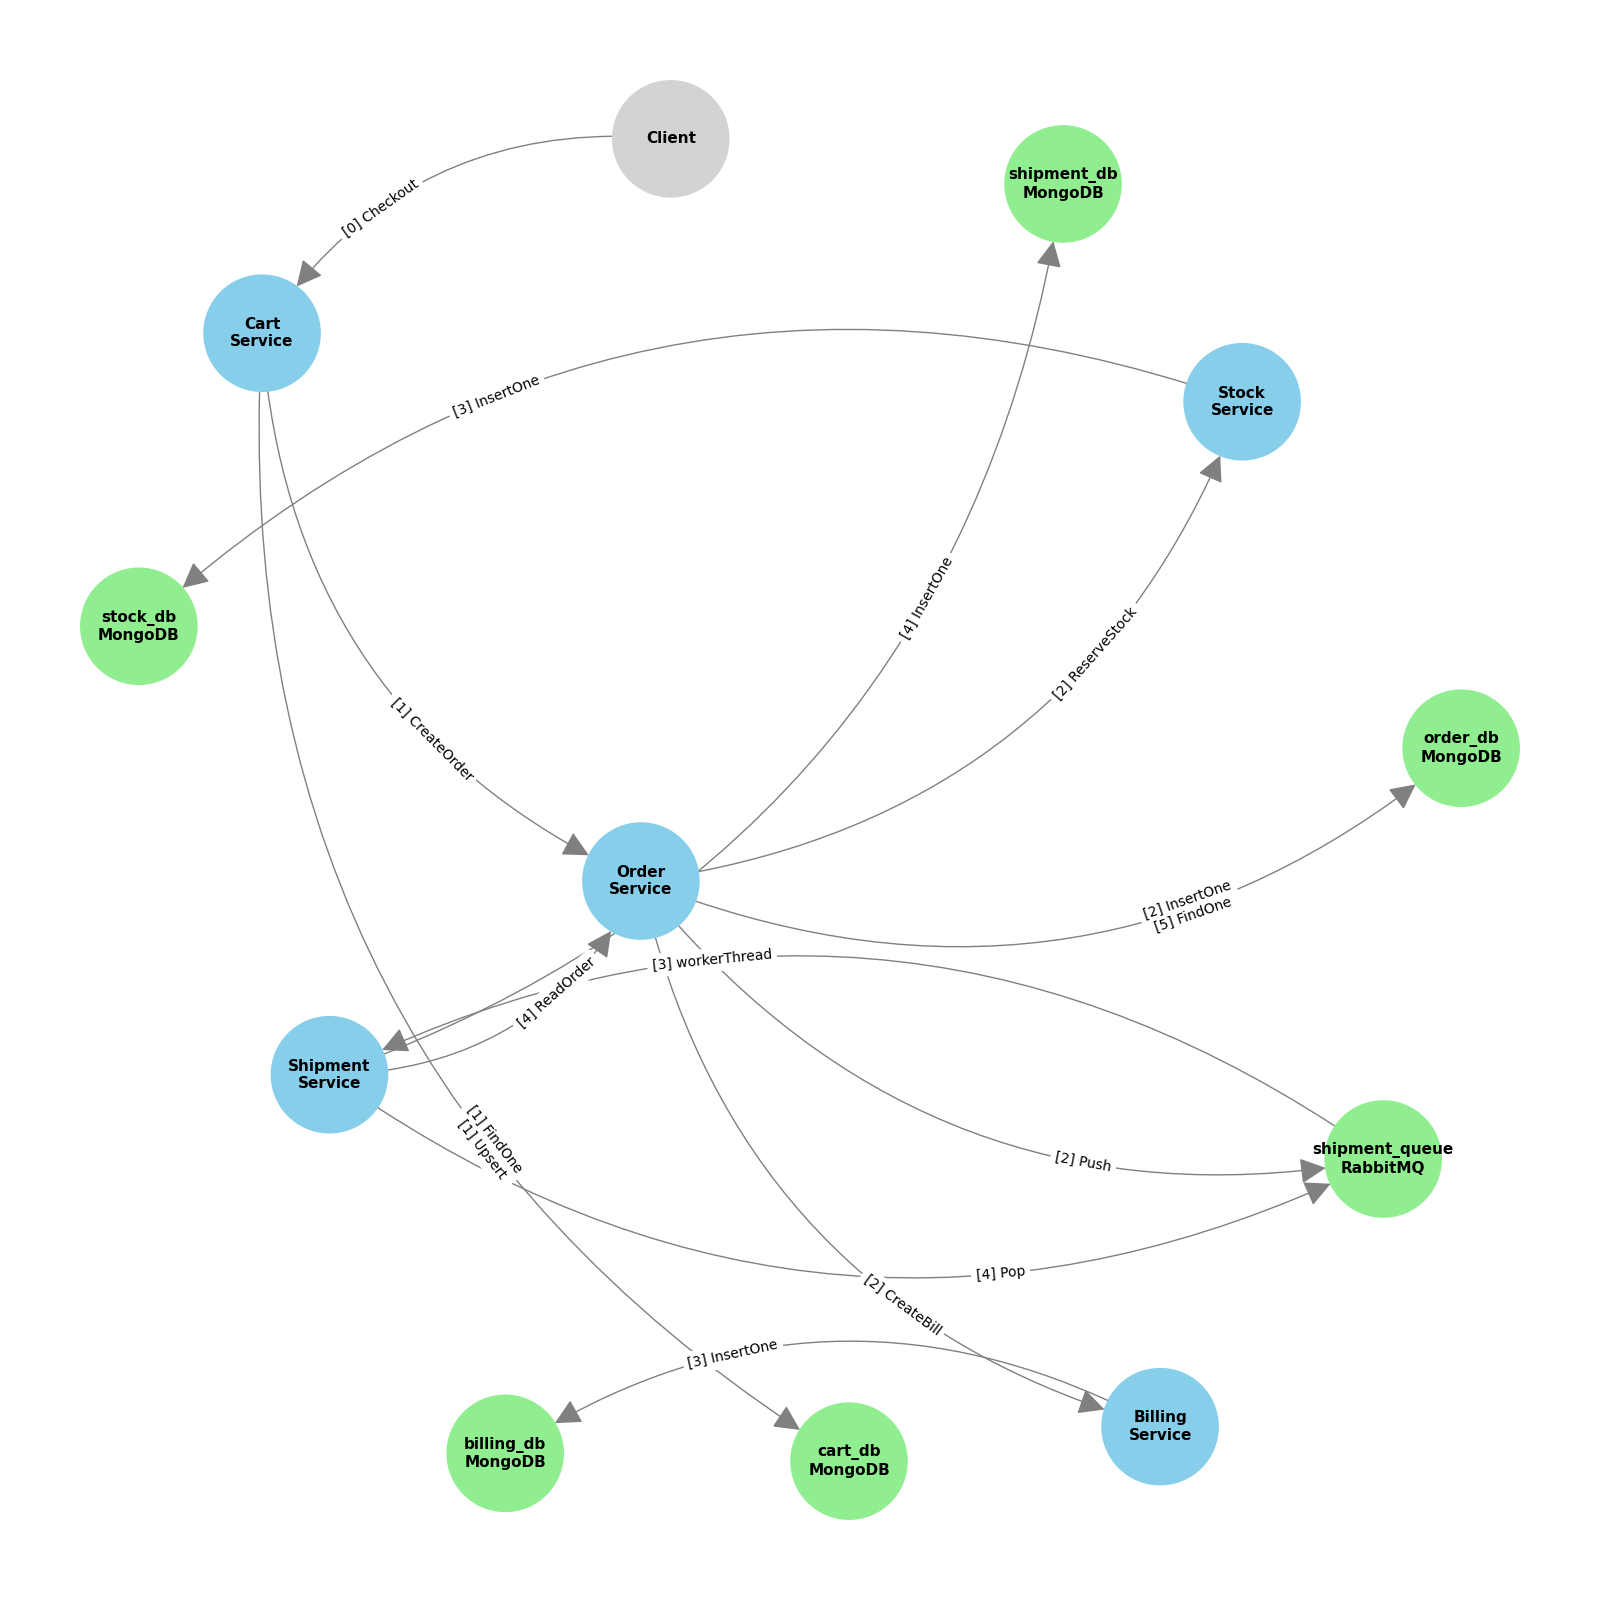 Client
shipment_db
MongoDB
[0] Checkout
Cart
Service
[3] InsertOne
Stock
Service
stock_db
MongoDB
[4] InsertOne
[2] ReserveStock
[1] CreateOrder
order_db
MongoDB
Order
Service
[2] InsertOne
[5] FindOne
[3] workerThread
[4] ReadOrder
Shipment
Service
[1] FindOne
[1] Upsert
[2] Push
shipment_queue
RabbitMQ
[4] Pop
[2] CreateBill
[3] InsertOne
billing_db
MongoDB
cart_db
MongoDB
Billing
Service